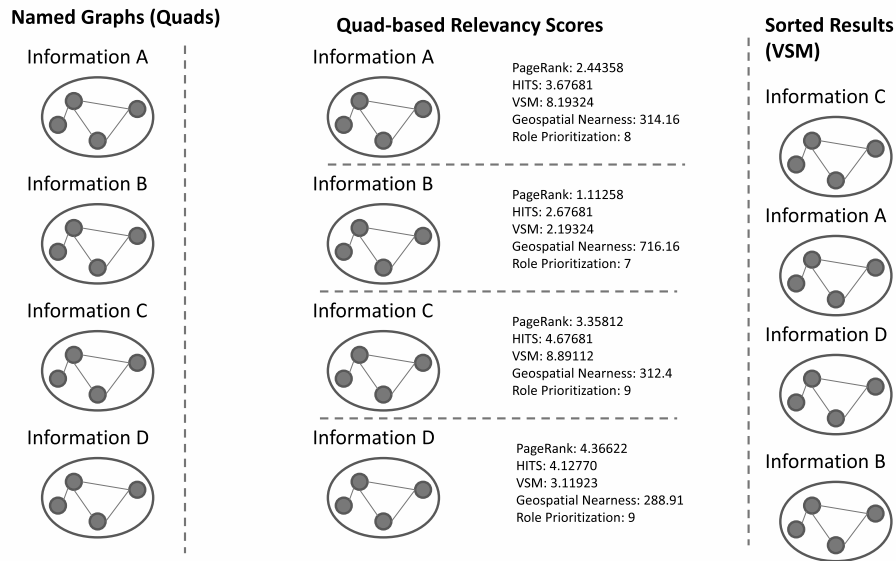 Named Graphs (Quads)
Information A
Information B
Information C
Information D
Quad-based Relevancy Scores
Information A
PageRank: 2.44358
HITS: 3.67681
VSM: 8.19324
Geospatial Nearness: 314.16
Role Prioritization: 8
Information B
PageRank: 1.11258
HITS: 2.67681
VSM: 2.19324
Geospatial Nearness: 716.16
Role Prioritization: 7
Information C
PageRank: 3.35812
HITS: 4.67681
VSM: 8.89112
Geospatial Nearness: 312.4
Role Prioritization: 9
Information D
PageRank: 4.36622
HITS: 4.12770
VSM: 3.11923
Geospatial Nearness: 288.91
Role Prioritization: 9
Sorted Results
(VSM)
Information C
Information A
Information D
Information B